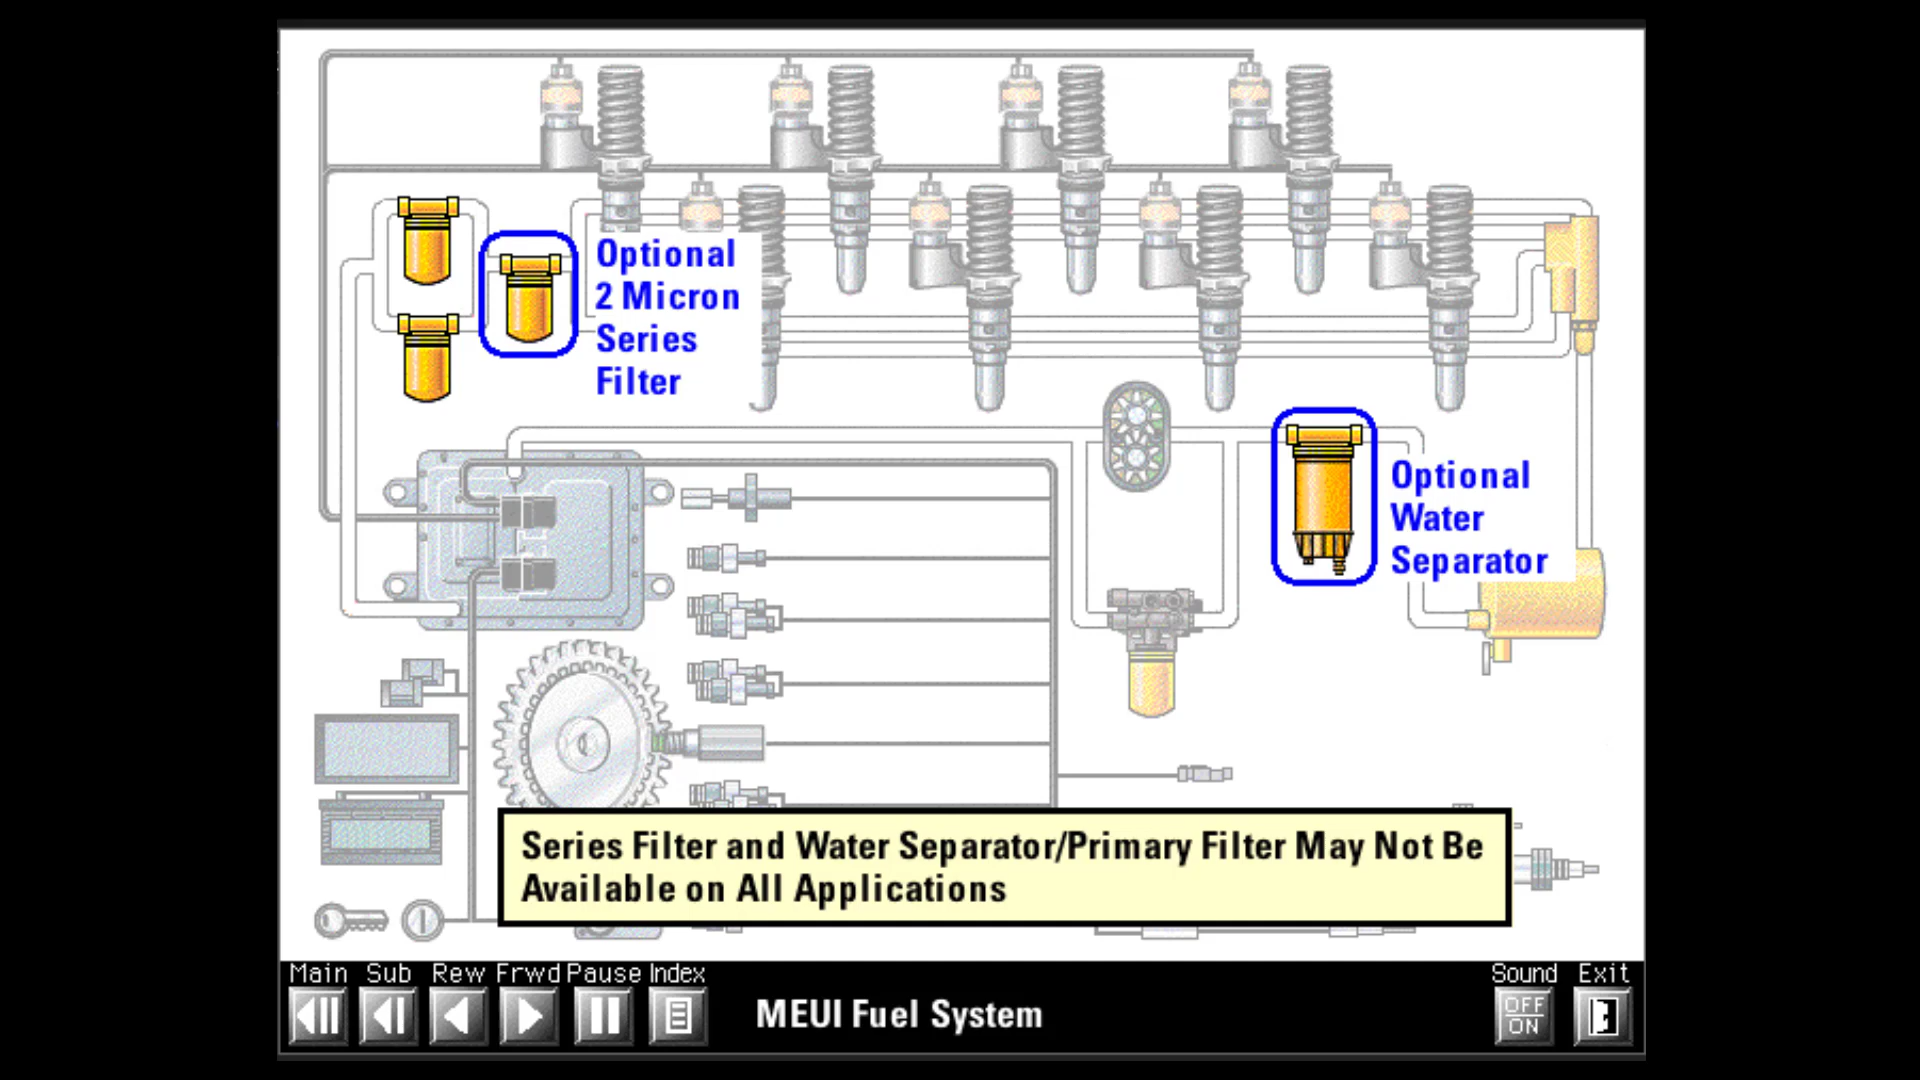 Optional
2 Micron
Series
Filter
Optional
Water
Separator
Series Filter and Water Separator/Primary Filter May Not Be
Available on All Applications
Main Sub Rew Frwd Pause Index
MEUI Fuel System
Sound Exit
OFF
ON